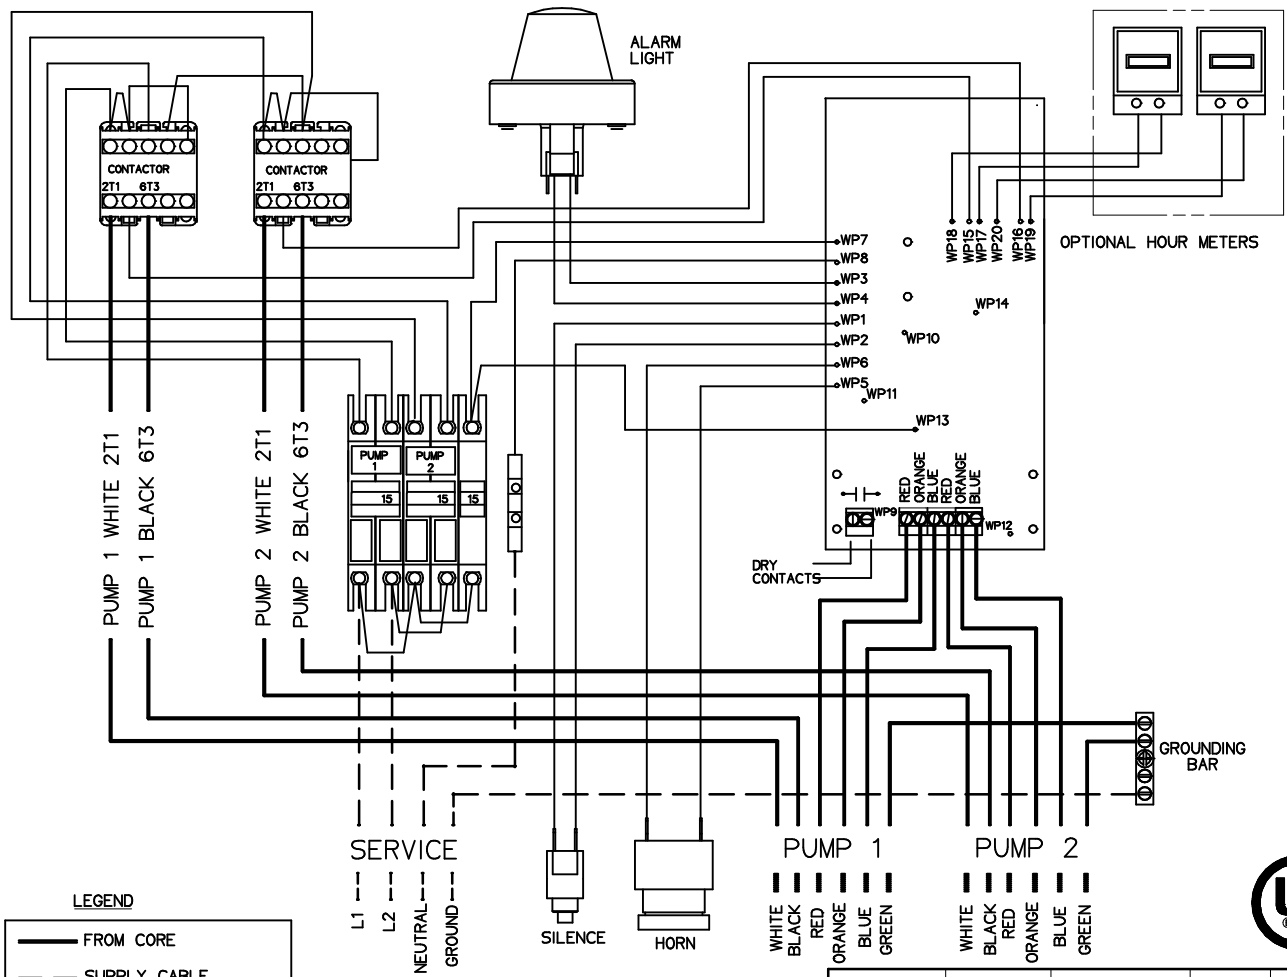 ALARM
LIGHT
CONTACTOR
2T1 6T3
CONTACTOR
2T1 6T3
OPTIONAL HOUR METERS
WP18
WP15
WP17
WP20
WP16
WP19
WP7
WP8
WP3
WP4
WP1
WP2
WP6
WP5
WP14
WP10
WP11
WP13
PUMP 1 WHITE 2T1
PUMP 1 BLACK 6T3
PUMP 2 WHITE 2T1
PUMP 2 BLACK 6T3
PUMP
1
PUMP
2
15
15
15
RED
ORANGE
BLUE
RED
ORANGE
BLUE
WP9
WP12
DRY
CONTACTS
GROUNDING
BAR
SERVICE
L1
L2
NEUTRAL
GROUND
SILENCE
HORN
PUMP 1
WHITE
BLACK
RED
ORANGE
BLUE
GREEN
PUMP 2
WHITE
BLACK
RED
ORANGE
BLUE
GREEN
LEGEND
FROM CORE
SUPPLY CABLE